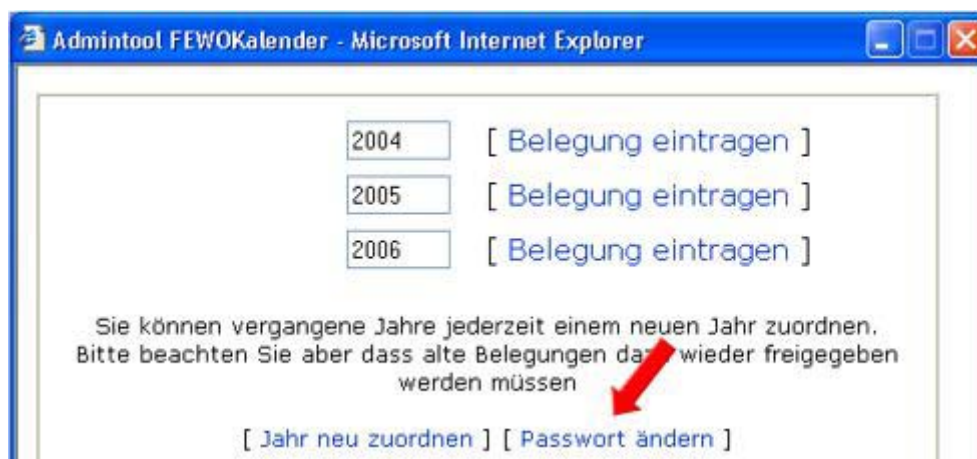 Admintool FEWOKalender - Microsoft Internet Explorer
2004 [ Belegung eintragen ]
2005 [ Belegung eintragen ]
2006 [ Belegung eintragen ]
Sie können vergangene Jahre jederzeit einem neuen Jahr zuordnen.
Bitte beachten Sie aber dass alte Belegungen wieder freigegeben
werden müssen
[ Jahr neu zuordnen ] [ Passwort ändern ]